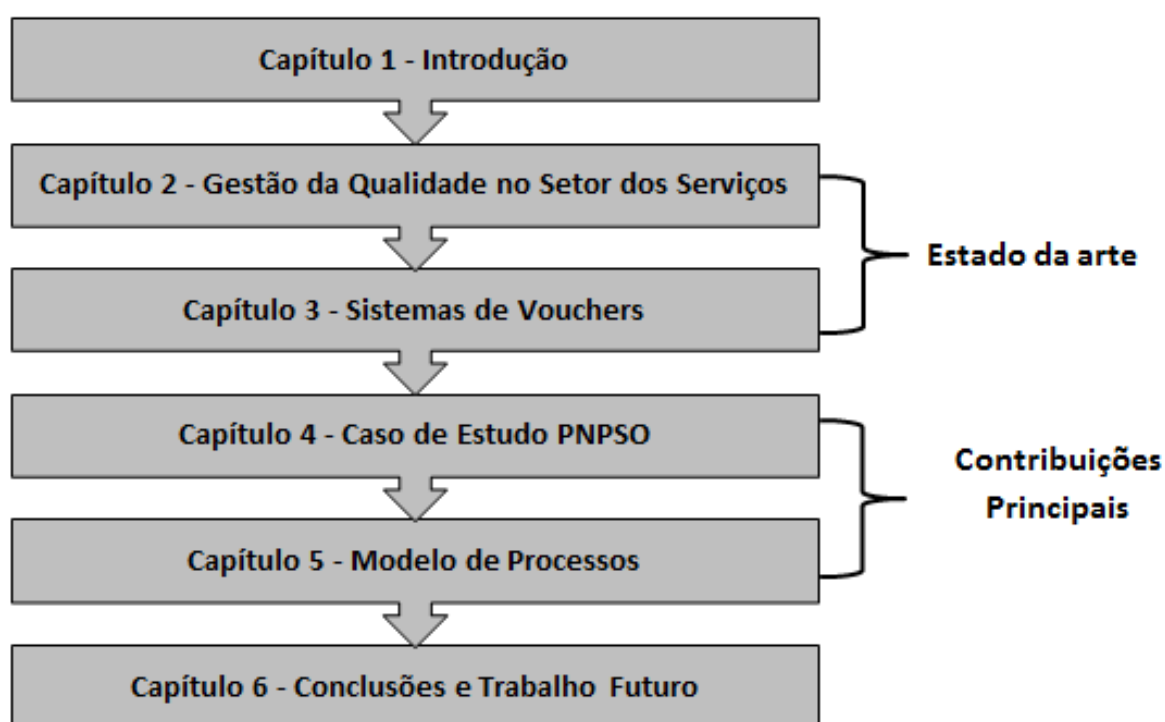 Capítulo 1 - Introdução
Capítulo 2 - Gestão da Qualidade no Setor dos Serviços
Capítulo 3 - Sistemas de Vouchers
Estado da arte
Capítulo 4 - Caso de Estudo PNPSO
Capítulo 5 - Modelo de Processos
Contribuições
Principais
Capítulo 6 - Conclusões e Trabalho Futuro